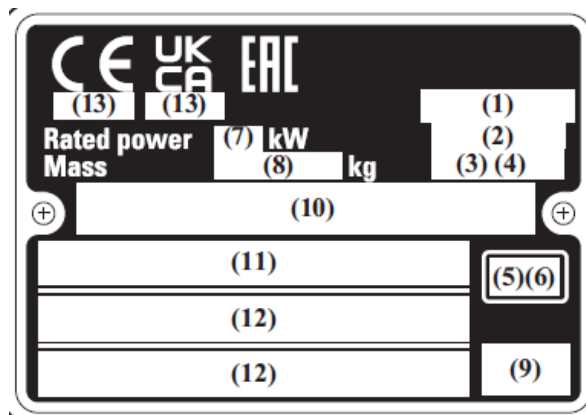 CE UK CA EAC
(13) (13) (1)
Rated power (7) kW (2)
Mass (8) kg (3) (4)
(10)
(11) (5)(6)
(12)
(12) (9)